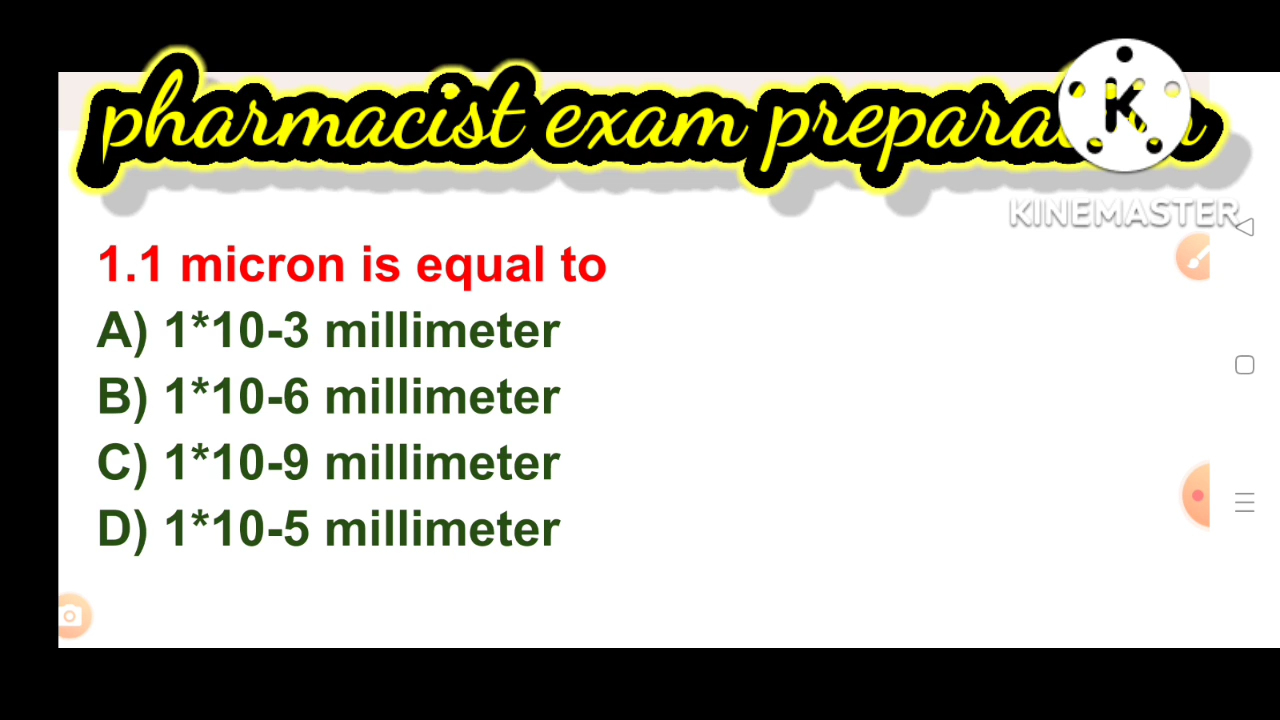 pharmacist exam
K
KINEMASTER
1.1 micron is equal to
A) 1*10-3 millimeter
B) 1*10-6 millimeter
C) 1*10-9 millimeter
D) 1*10-5 millimeter